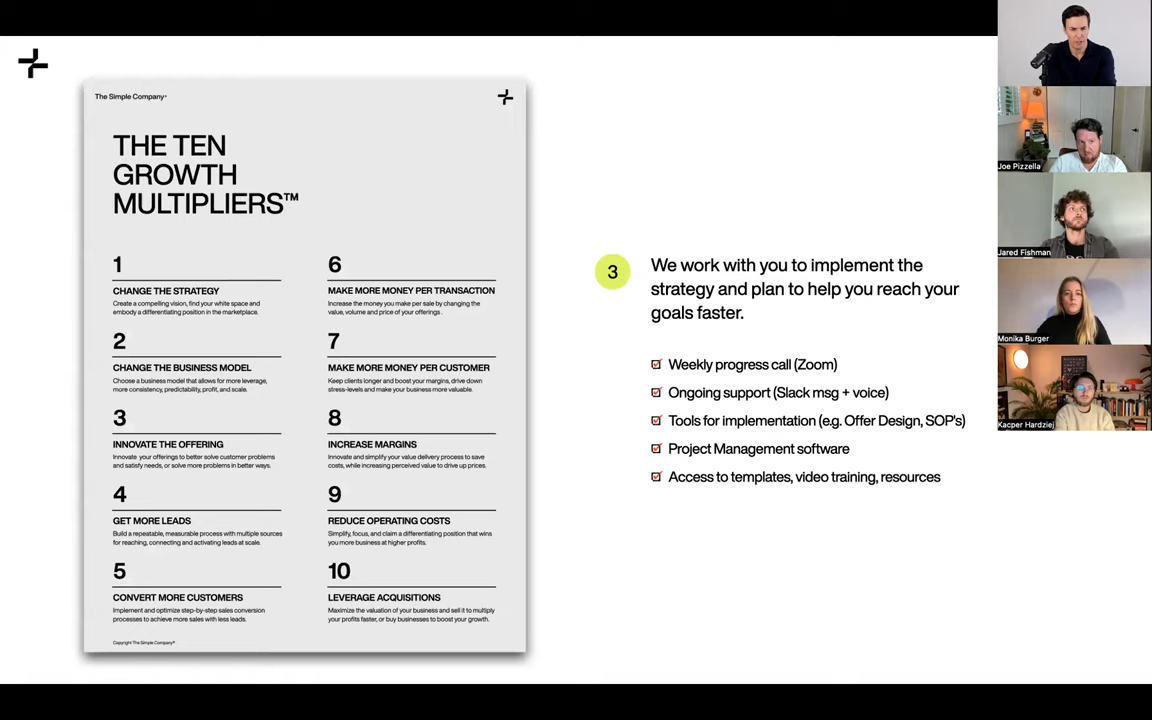 The Simple Company+
THE TEN
GROWTH
MULTIPLIERS™
1
CHANGE THE STRATEGY
Create a compelling vision, find your white space and
embody a differentiating position in the marketplace.
2
CHANGE THE BUSINESS MODEL
Choose a business model that allows for more leverage,
more consistency, predictability, profit, and scale.
3
INNOVATE THE OFFERING
Innovate your offerings to better solve customer problems
and satisfy needs, or solve more problems in better ways.
4
GET MORE LEADS
Build a repeatable, measurable process with multiple sources
for reaching, connecting and activating leads at scale.
5
CONVERT MORE CUSTOMERS
Implement and optimize step-by-step sales conversion
processes to achieve more sales with less leads.
Copyright The Simple Company®
6
MAKE MORE MONEY PER TRANSACTION
Increase the money you make per sale by changing the
value, volume and price of your offerings .
7
MAKE MORE MONEY PER CUSTOMER
Keep clients longer and boost your margins, drive down
stress-levels and make your business more valuable.
8
INCREASE MARGINS
Innovate and simplify your value delivery process to save
costs, while increasing perceived value to drive up prices.
9
REDUCE OPERATING COSTS
Simplify, focus, and claim a differentiating position that wins
you more business at higher profits.
10
LEVERAGE ACQUISITIONS
Maximize the valuation of your business and sell it to multiply
your profits faster, or buy businesses to boost your growth.
3
We work with you to implement the
strategy and plan to help you reach your
goals faster.
Weekly progress call (Zoom)
Ongoing support (Slack msg + voice)
Tools for implementation (e.g. Offer Design, SOP's)
Project Management software
Access to templates, video training, resources
Joe Pizzella
Jared Fishman
Monika Burger
Kacper Hardziej